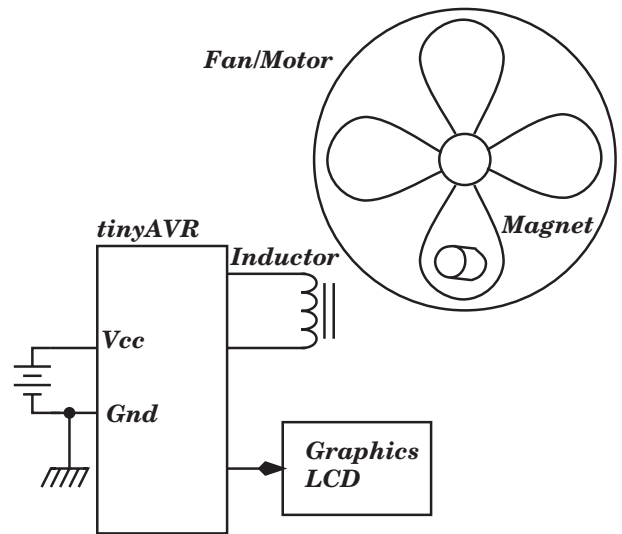 Fan/Motor
Magnet
tinyAVR
Inductor
Vcc
Gnd
Graphics
LCD